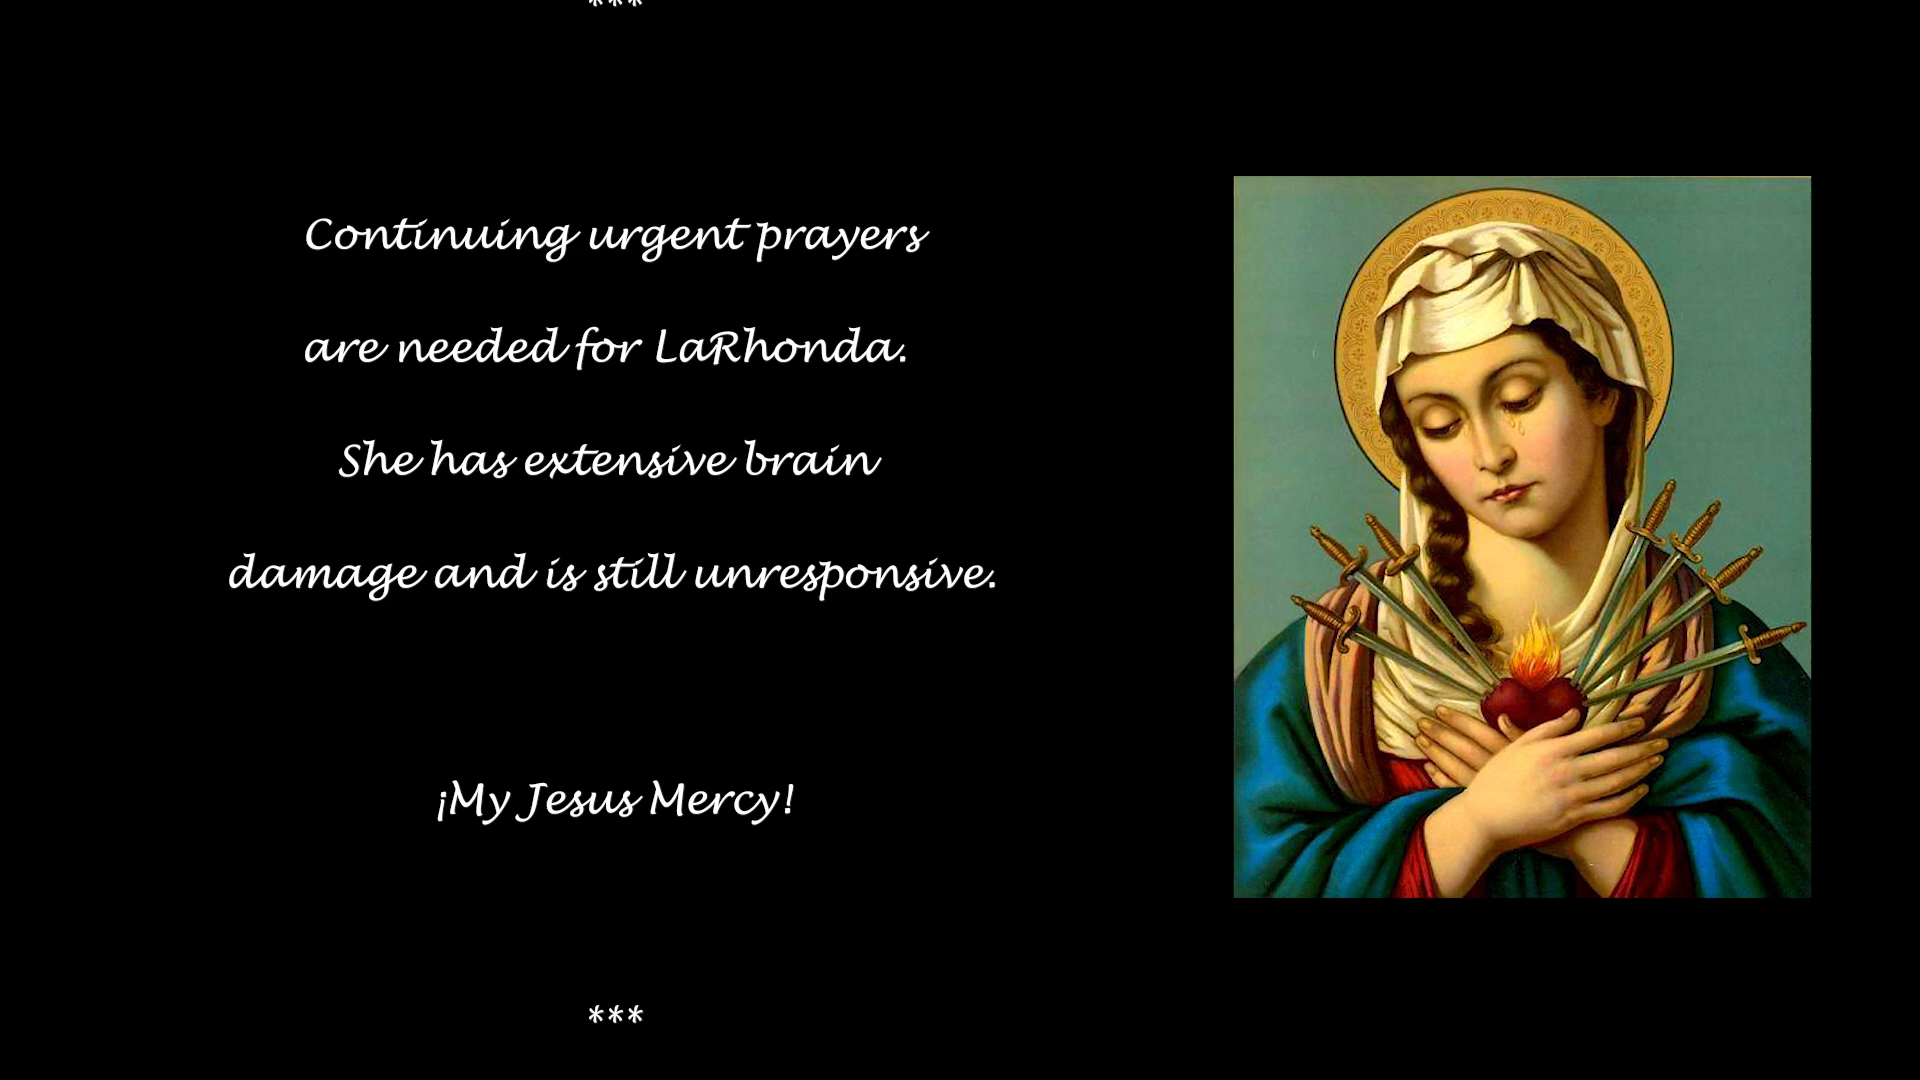 ***
Continuing urgent prayers
are needed for LaRhonda.
She has extensive brain
damage and is still unresponsive.
¡My Jesus Mercy!
***